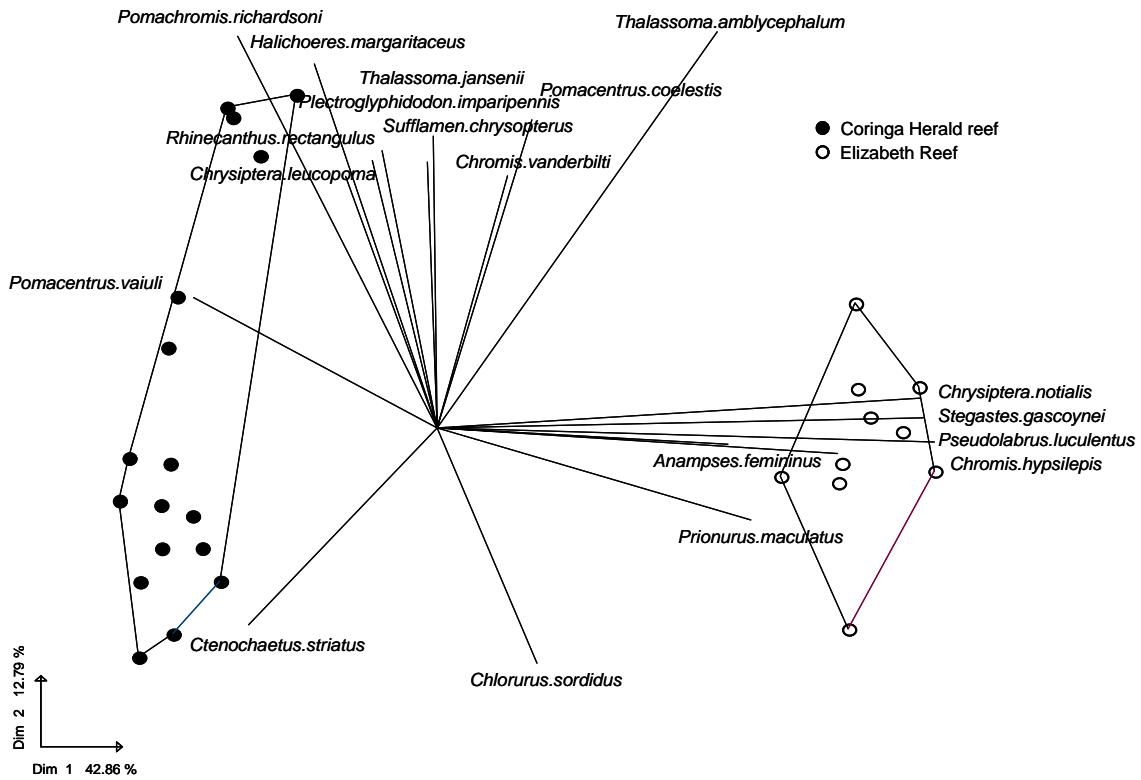 Pomachromis.richardsoni
Thalassoma.amblycephalum
Halichoeres.margaritaceus
Thalassoma.jansenii
Pomacentrus.coelestis
Plectroglyphidodon.imparipennis
Sufflamen.chrysopterus
Coringa Herald reef
Rhinecanthus.rectangulus
Elizabeth Reef
Chromis.vanderbilti
Chrysiptera.leucopoma
Pomacentrus.vaiuli
Chrysiptera.notialis
Stegastes.gascoynei
Pseudolabrus.luculentus
Anampses.femininus
Chromis.hypsilepis
Prionurus.maculatus
Ctenochaetus.striatus
Chlorurus.sordidus
Dim 2 12.79 %
Dim 1 42.86 %